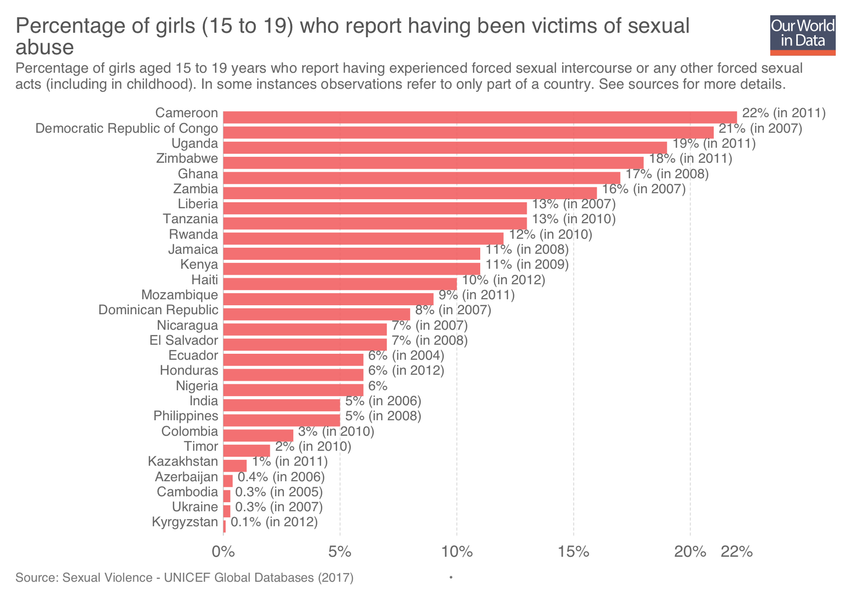 Percentage of girls (15 to 19) who report having been victims of sexual
abuse
Our World
in Data
Percentage of girls aged 15 to 19 years who report having experienced forced sexual intercourse or any other forced sexual
acts (including in childhood). In some instances observations refer to only part of a country. See sources for more details.
Cameroon 22% (in 2011)
Democratic Republic of Congo 21% (in 2007)
Uganda 19% (in 2011)
Zimbabwe 18% (in 2011)
Ghana 17% (in 2008)
Zambia 16% (in 2007)
Liberia 13% (in 2007)
Tanzania 13% (in 2010)
Rwanda 12% (in 2010)
Jamaica 11% (in 2008)
Kenya 11% (in 2009)
Haiti 10% (in 2012)
Mozambique 9% (in 2011)
Dominican Republic 8% (in 2007)
Nicaragua 7% (in 2007)
El Salvador 7% (in 2008)
Ecuador 6% (in 2004)
Honduras 6% (in 2012)
Nigeria 6%
India 5% (in 2006)
Philippines 5% (in 2008)
Colombia 3% (in 2010)
Timor 2% (in 2010)
Kazakhstan 1% (in 2011)
Azerbaijan 0.4% (in 2006)
Cambodia 0.3% (in 2005)
Ukraine 0.3% (in 2007)
Kyrgyzstan 0.1% (in 2012)
0% 5% 10% 15% 20% 22%
Source: Sexual Violence - UNICEF Global Databases (2017) •